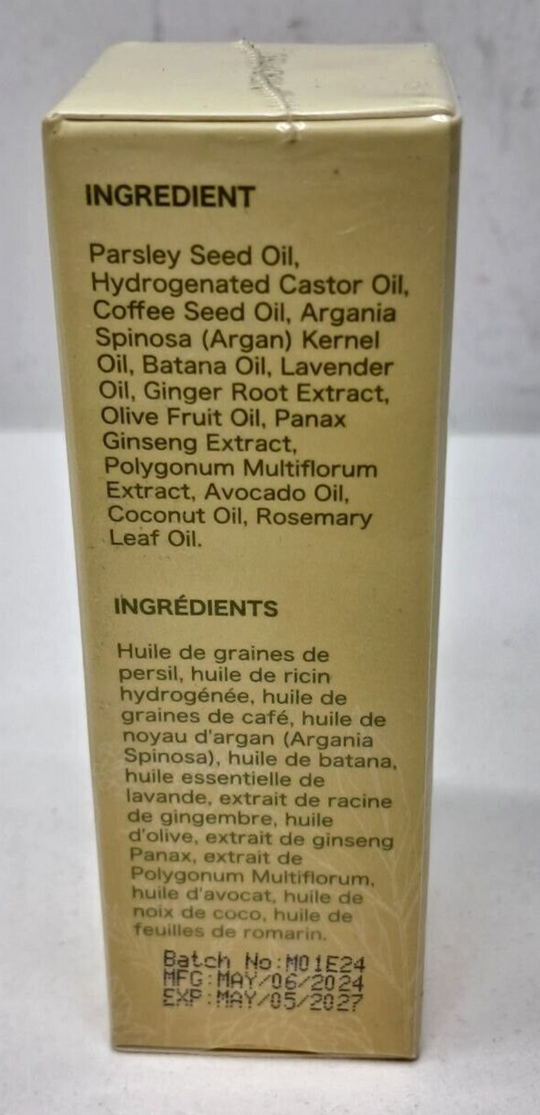 INGREDIENT
Parsley Seed Oil,
Hydrogenated Castor Oil,
Coffee Seed Oil, Argania
Spinosa (Argan) Kernel
Oil, Batana Oil, Lavender
Oil, Ginger Root Extract,
Olive Fruit Oil, Panax
Ginseng Extract,
Polygonum Multiflorum
Extract, Avocado Oil,
Coconut Oil, Rosemary
Leaf Oil.
INGRÉDIENTS
Huile de graines de
persil, huile de ricin
hydrogénée, huile de
graines de café, huile de
noyau d'argan (Argania
Spinosa), huile de batana,
huile essentielle de
lavande, extrait de racine
de gingembre, huile
d'olive, extrait de ginseng
Panax, extrait de
Polygonum Multiflorum,
huile d'avocat, huile de
noix de coco, huile de
feuilles de romarin.
Batch No:M01E24
MFG:MAY/06/2024
EXP:MAY/05/2027